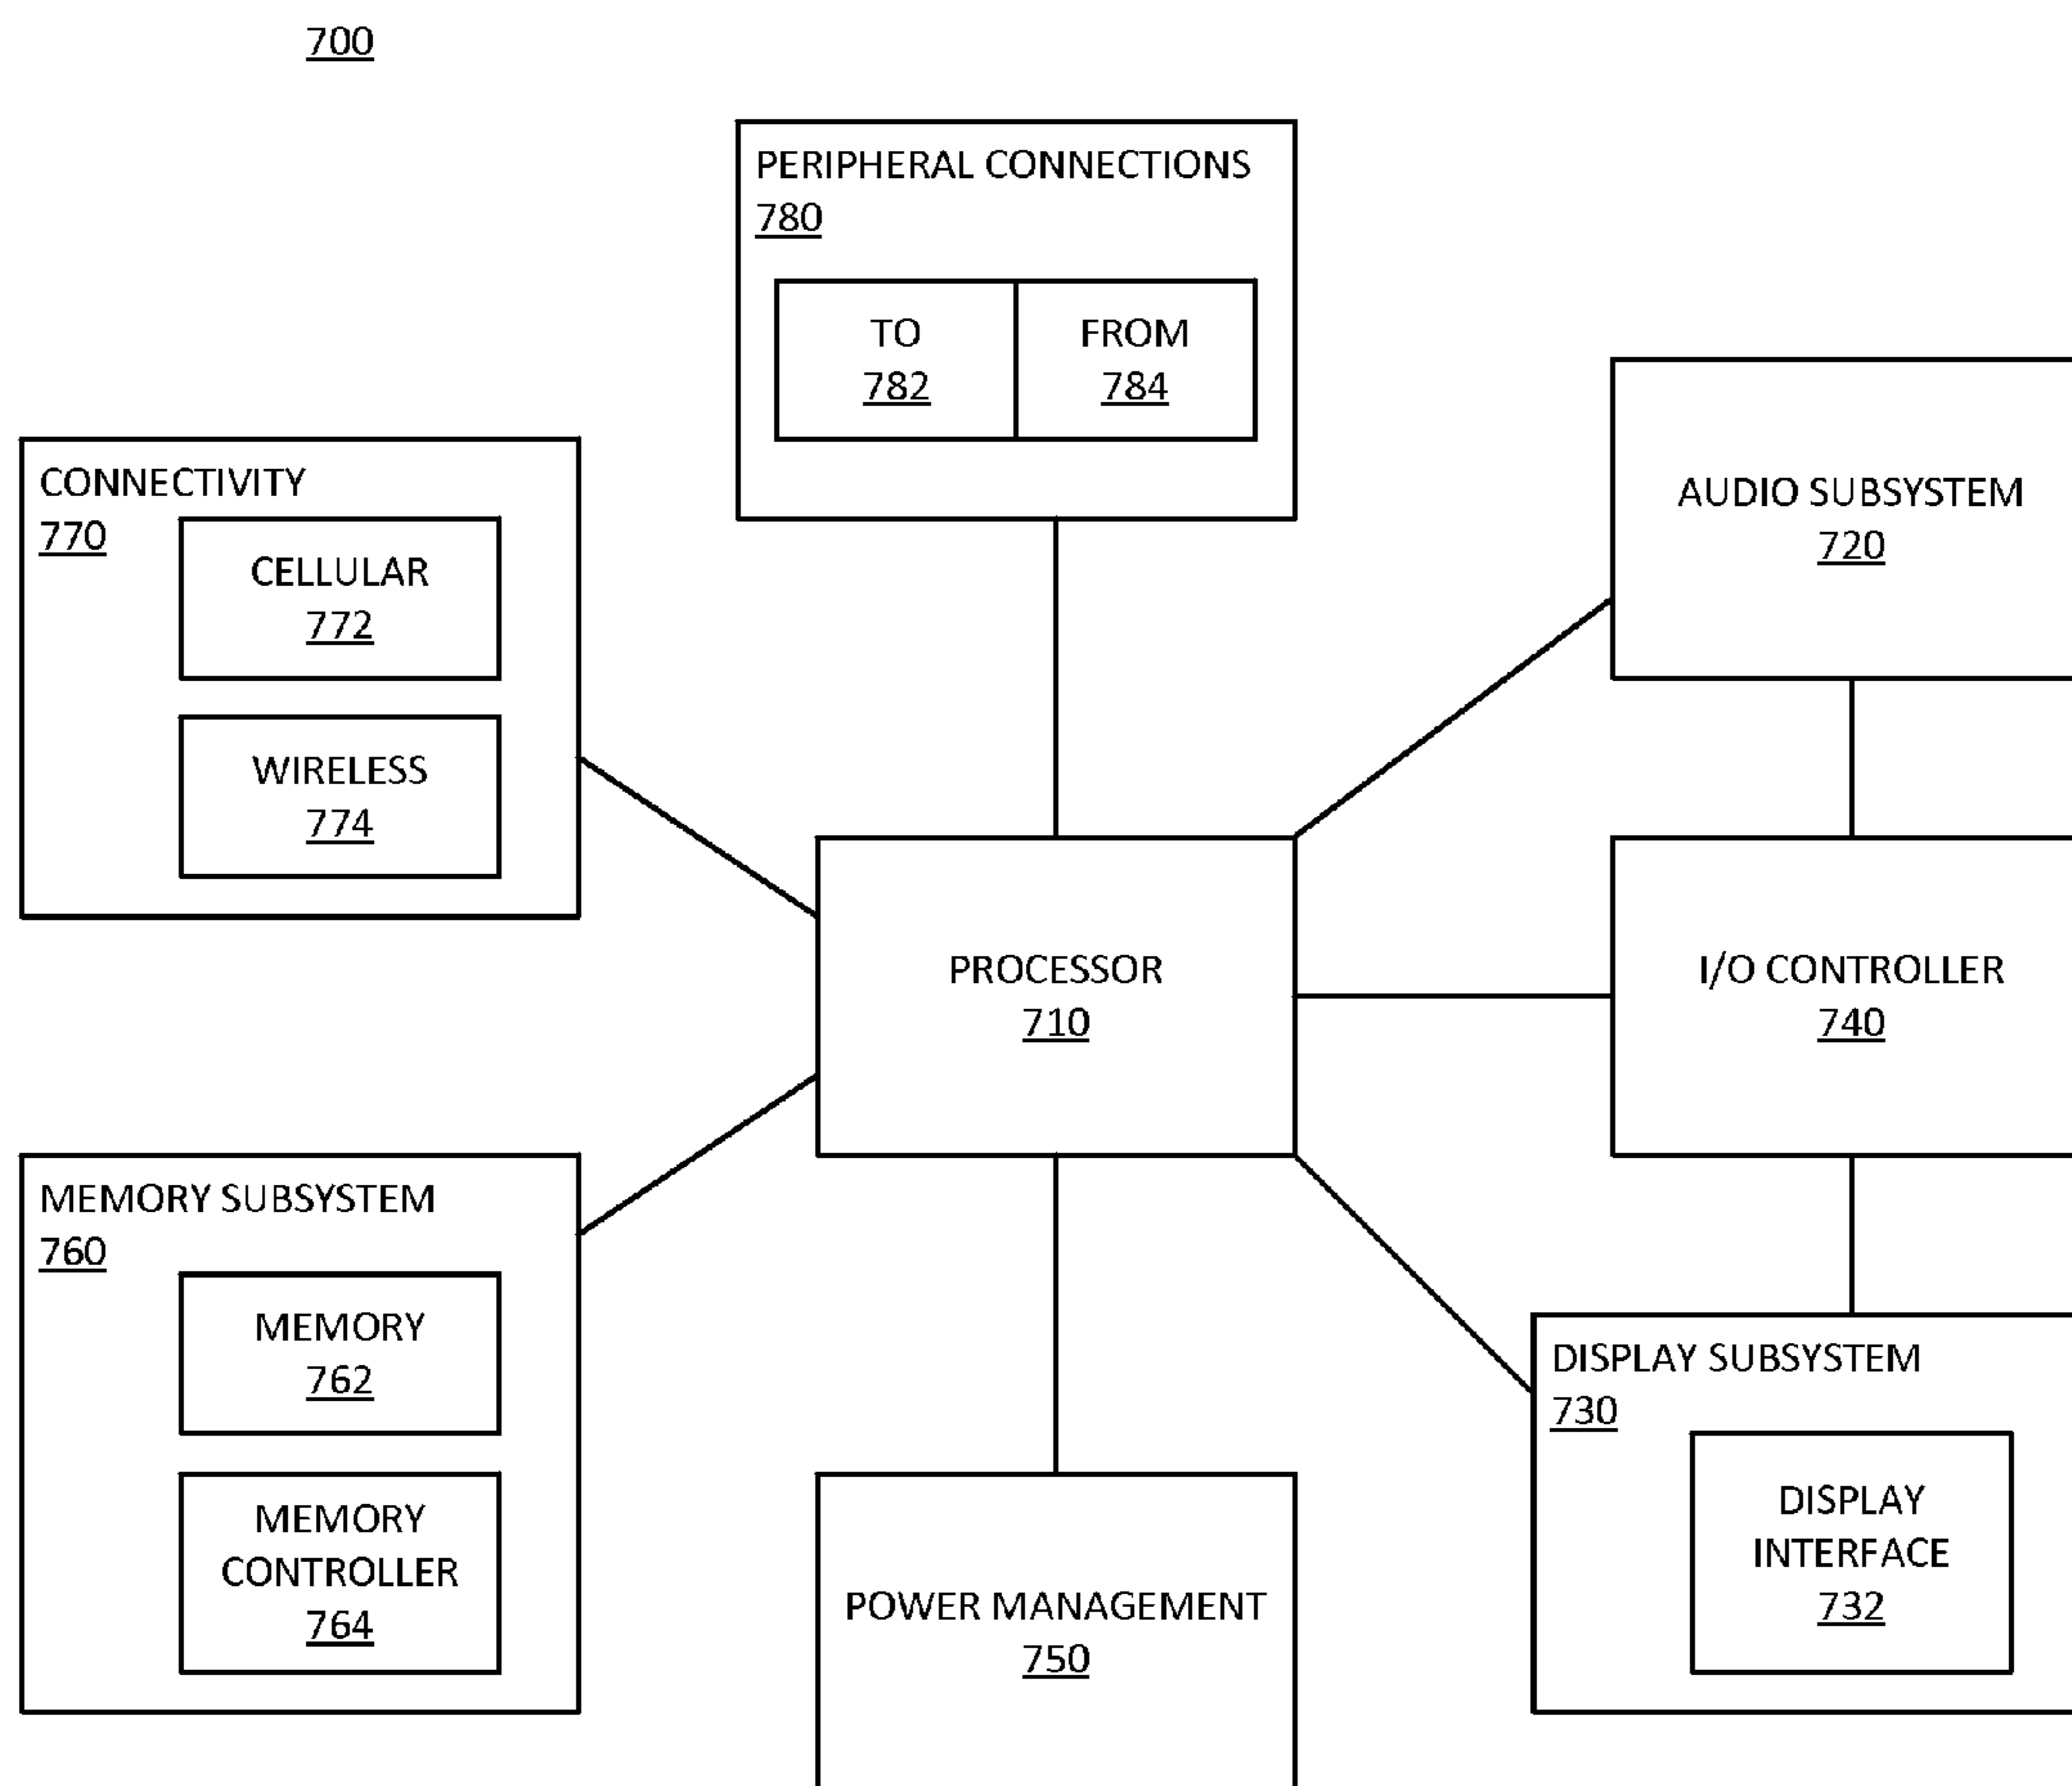 700
PERIPHERAL CONNECTIONS
780
TO
782
FROM
784
AUDIO SUBSYSTEM
720
CONNECTIVITY
770
CELLULAR
772
WIRELESS
774
PROCESSOR
710
I/O CONTROLLER
740
MEMORY SUBSYSTEM
760
MEMORY
762
MEMORY
CONTROLLER
764
POWER MANAGEMENT
750
DISPLAY SUBSYSTEM
730
DISPLAY
INTERFACE
732